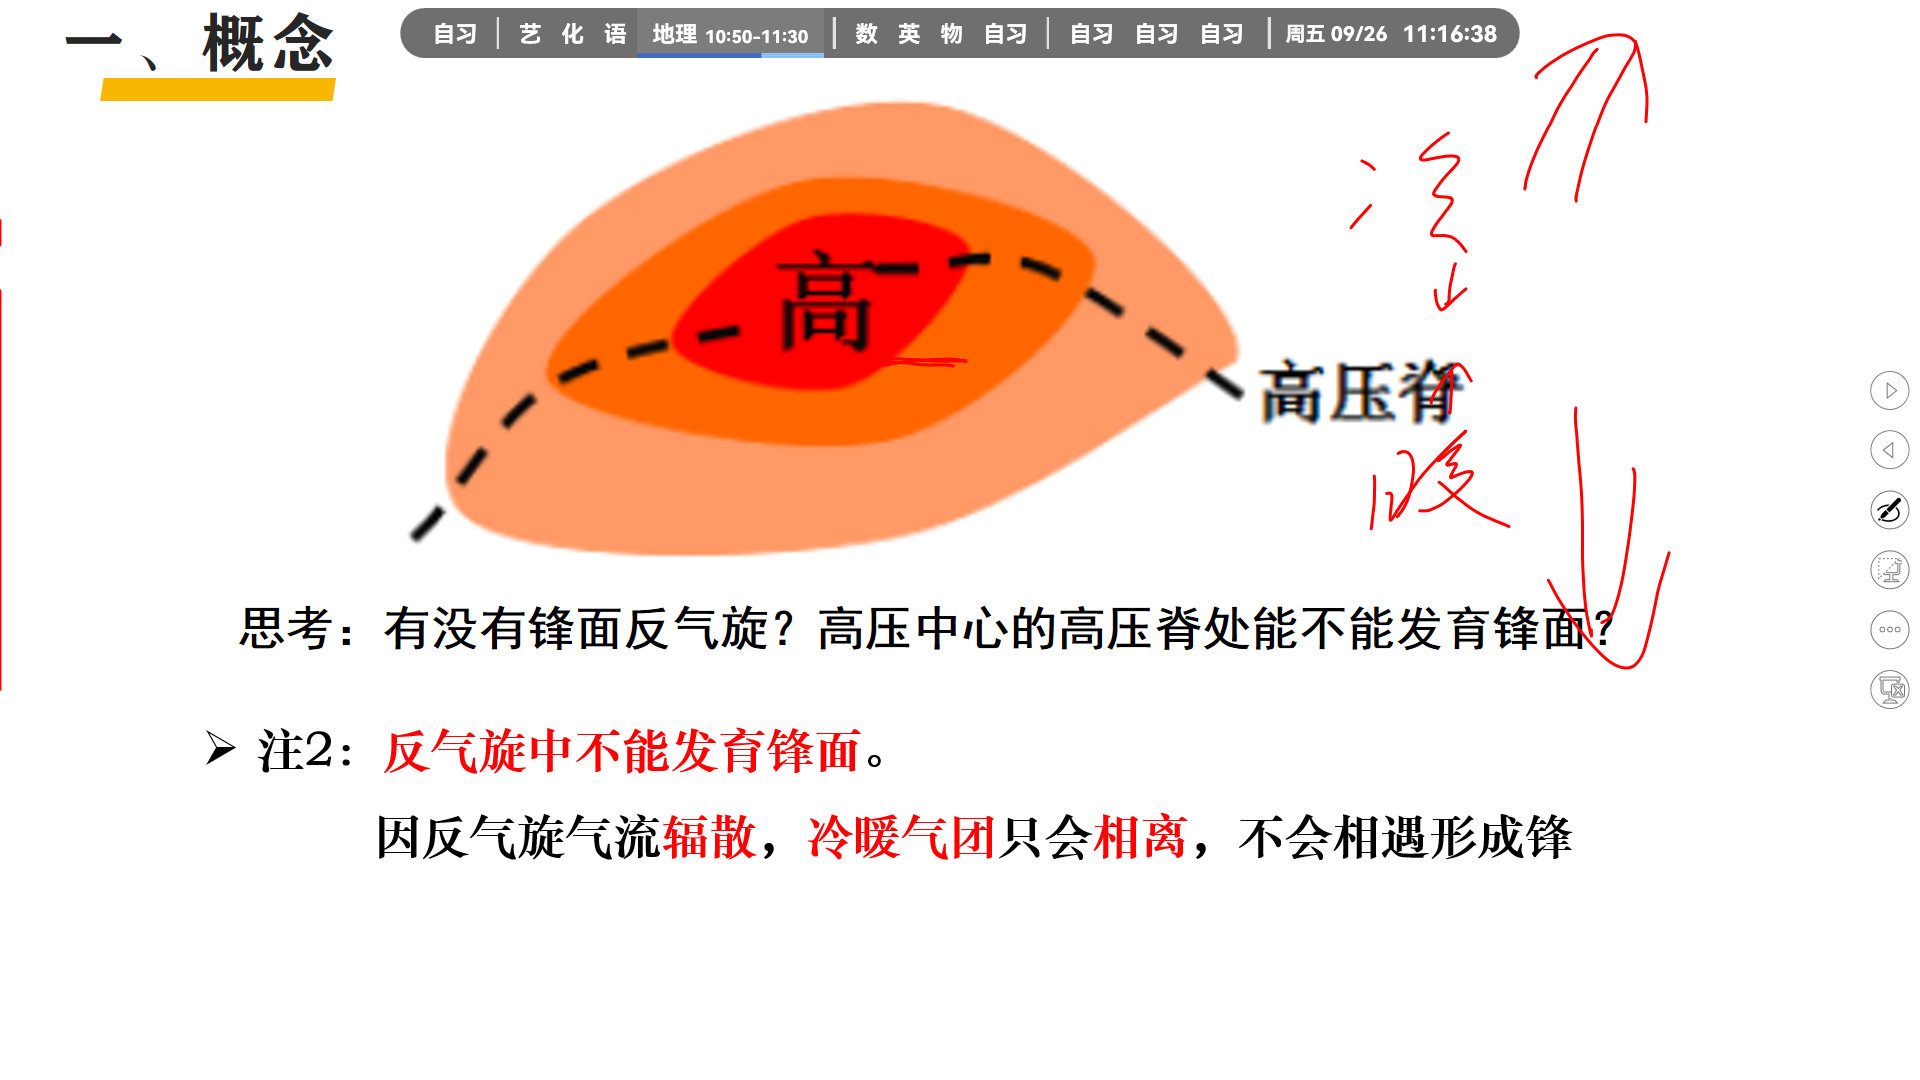 一、概念
自习 艺 化 语 地理 10:50-11:30 数 英 物 自习 自习 自习 自习 周五 09/26 11:16:38
冷
高
高压脊
暖
思考：有没有锋面反气旋？高压中心的高压脊处能不能发育锋面？
➢ 注2：反气旋中不能发育锋面。
因反气旋气流辐散，冷暖气团只会相离，不会相遇形成锋